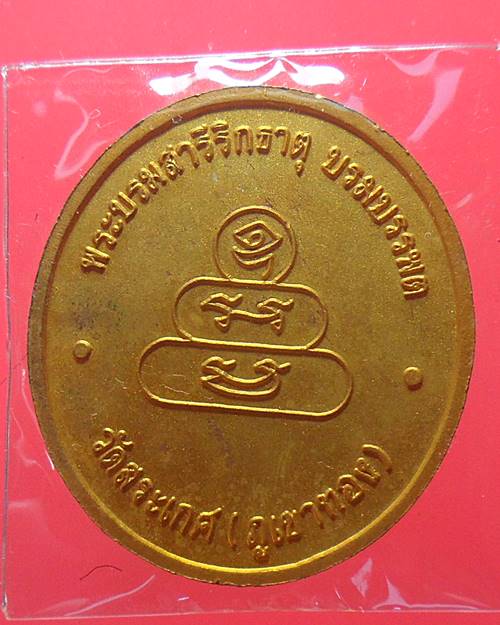 พระบรมสารีริกธาตุ บรมบรรพต
วัดสระเกศ (ภูเขาทอง)